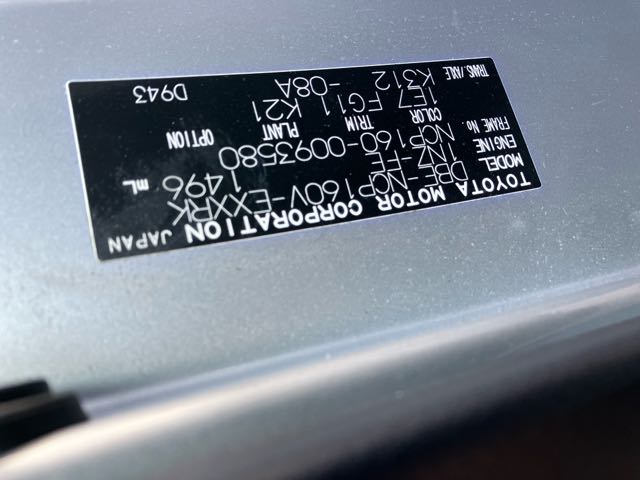 TOYOTA MOTOR CORPORATION JAPAN
MODEL DBE-NCP160V-EXXRK
ENGINE 1NZ-FE 1496 mL
FRAME No. NCP160-0093580
COLOR TRIM PLANT OPTION
1E7 FG11 K21
TRANS./AXLE K312 -08A D943